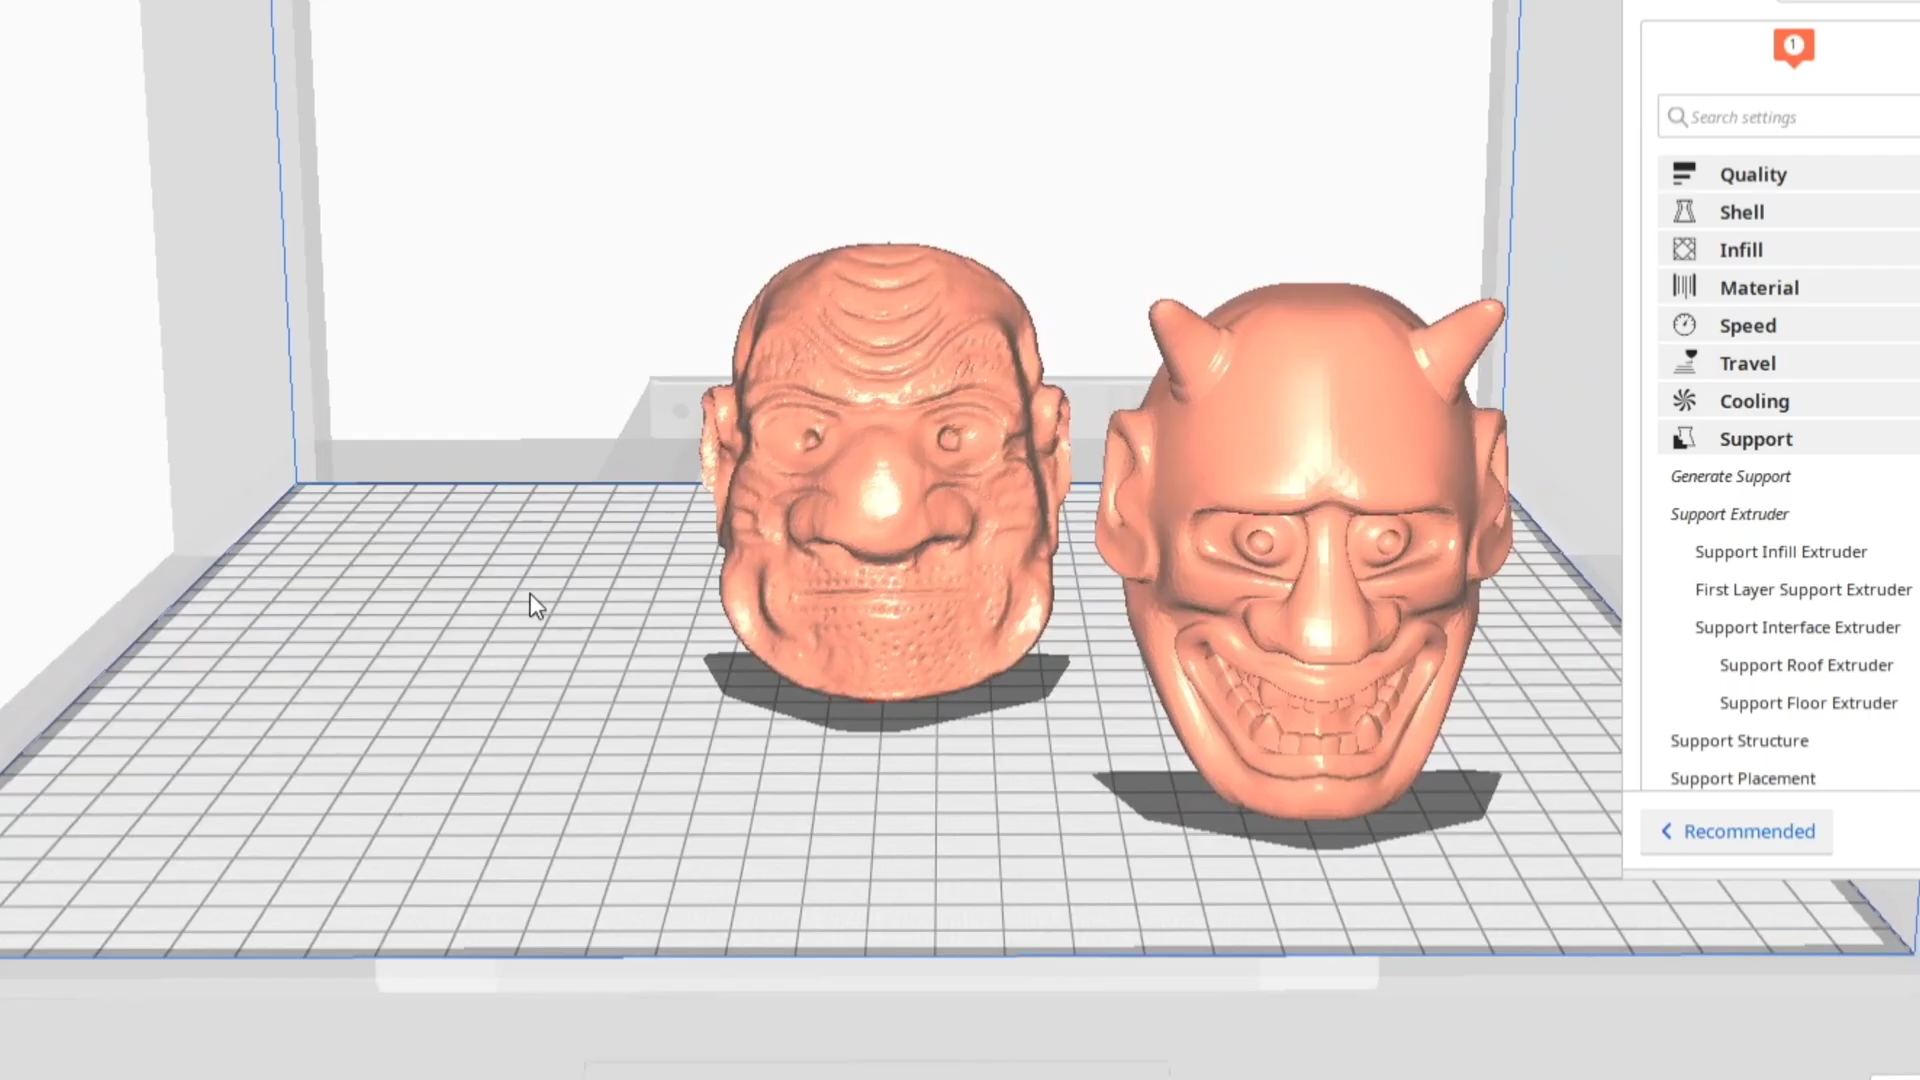 1
Search settings
Quality
Shell
Infill
Material
Speed
Travel
Cooling
Support
Generate Support
Support Extruder
Support Infill Extruder
First Layer Support Extruder
Support Interface Extruder
Support Roof Extruder
Support Floor Extruder
Support Structure
Support Placement
Recommended